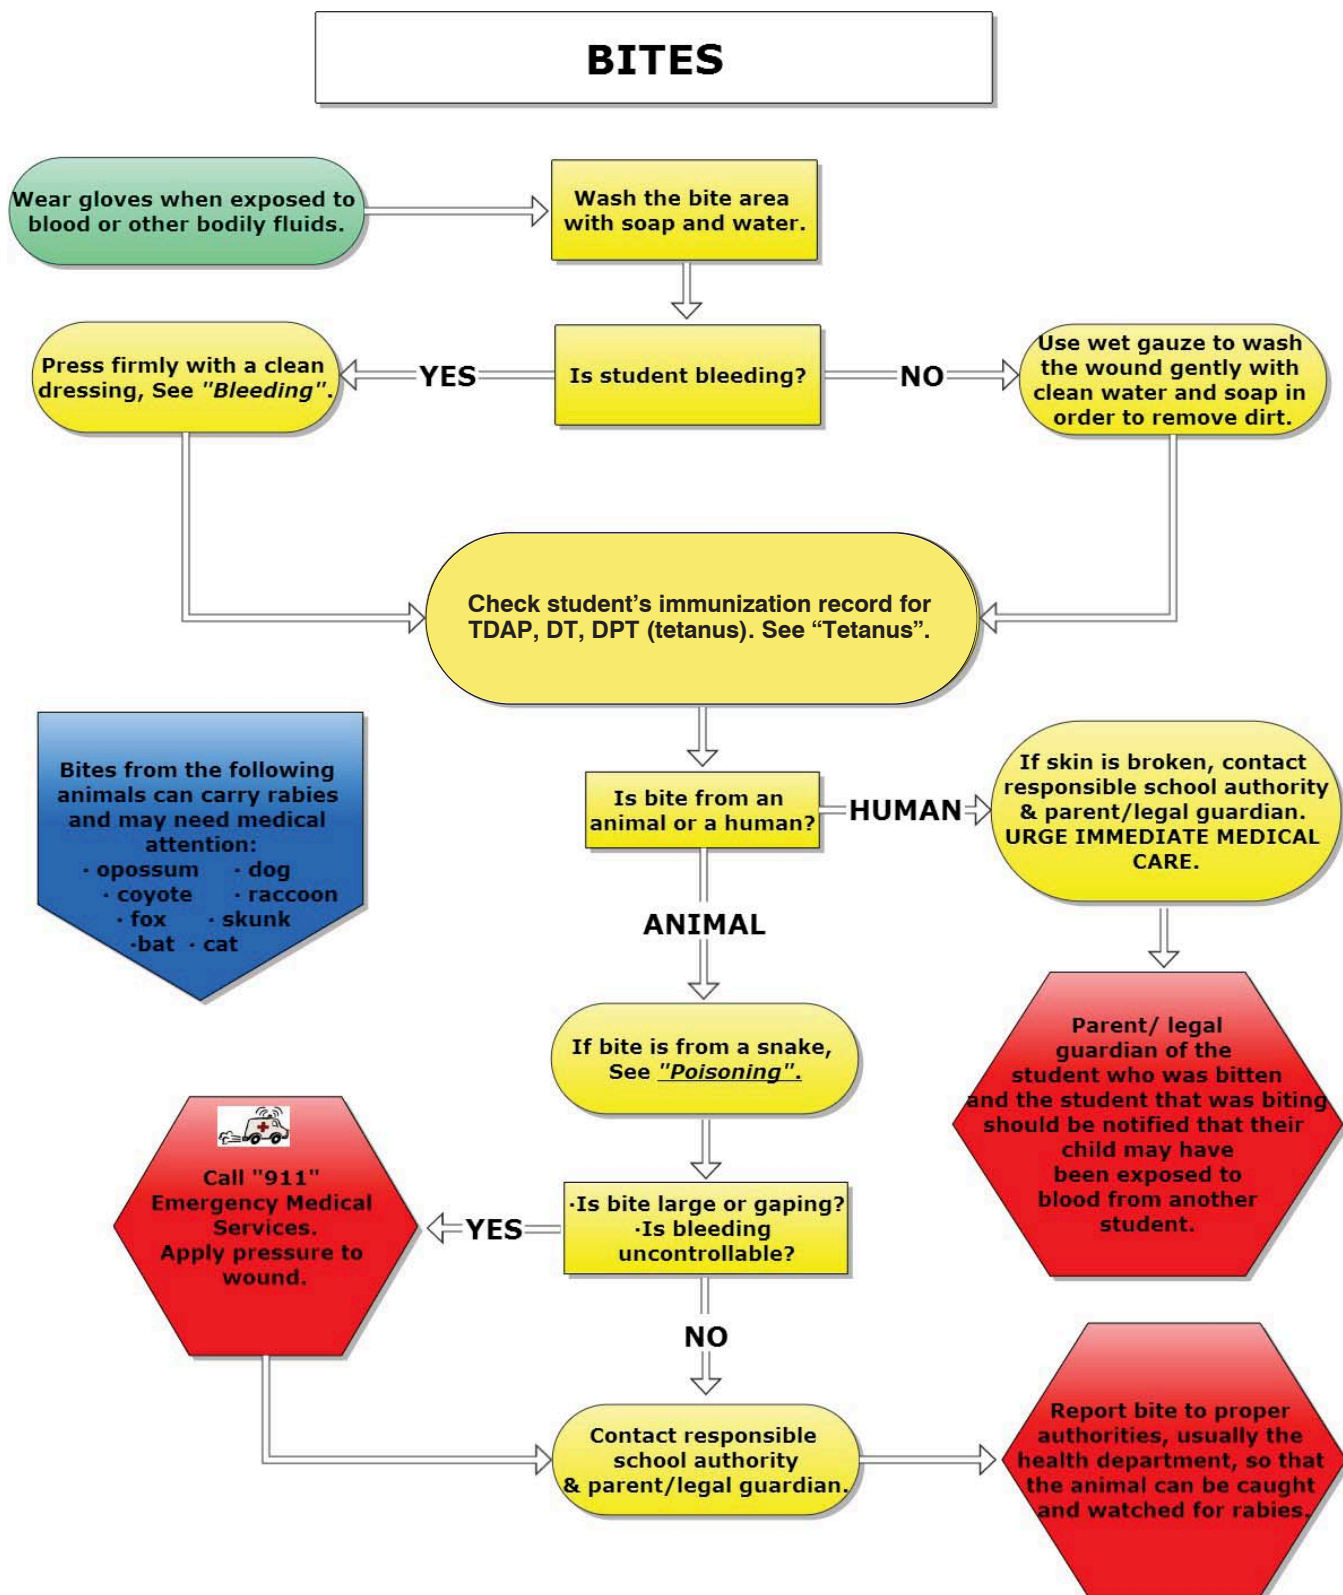 BITES
Wear gloves when exposed to
blood or other bodily fluids.
Wash the bite area
with soap and water.
Press firmly with a clean
dressing, See "Bleeding".
YES
Is student bleeding?
NO
Use wet gauze to wash
the wound gently with
clean water and soap in
order to remove dirt.
Check student’s immunization record for
TDAP, DT, DPT (tetanus). See “Tetanus”.
Bites from the following
animals can carry rabies
and may need medical
attention:
· opossum · dog
· coyote · raccoon
· fox · skunk
·bat · cat
Is bite from an
animal or a human?
HUMAN
If skin is broken, contact
responsible school authority
& parent/legal guardian.
URGE IMMEDIATE MEDICAL
CARE.
ANIMAL
Parent/ legal
guardian of the
student who was bitten
and the student that was biting
should be notified that their
child may have
been exposed to
blood from another
student.
If bite is from a snake,
See "Poisoning".
Call "911"
Emergency Medical
Services.
Apply pressure to
wound.
YES
·Is bite large or gaping?
·Is bleeding
uncontrollable?
NO
Contact responsible
school authority
& parent/legal guardian.
Report bite to proper
authorities, usually the
health department, so that
the animal can be caught
and watched for rabies.